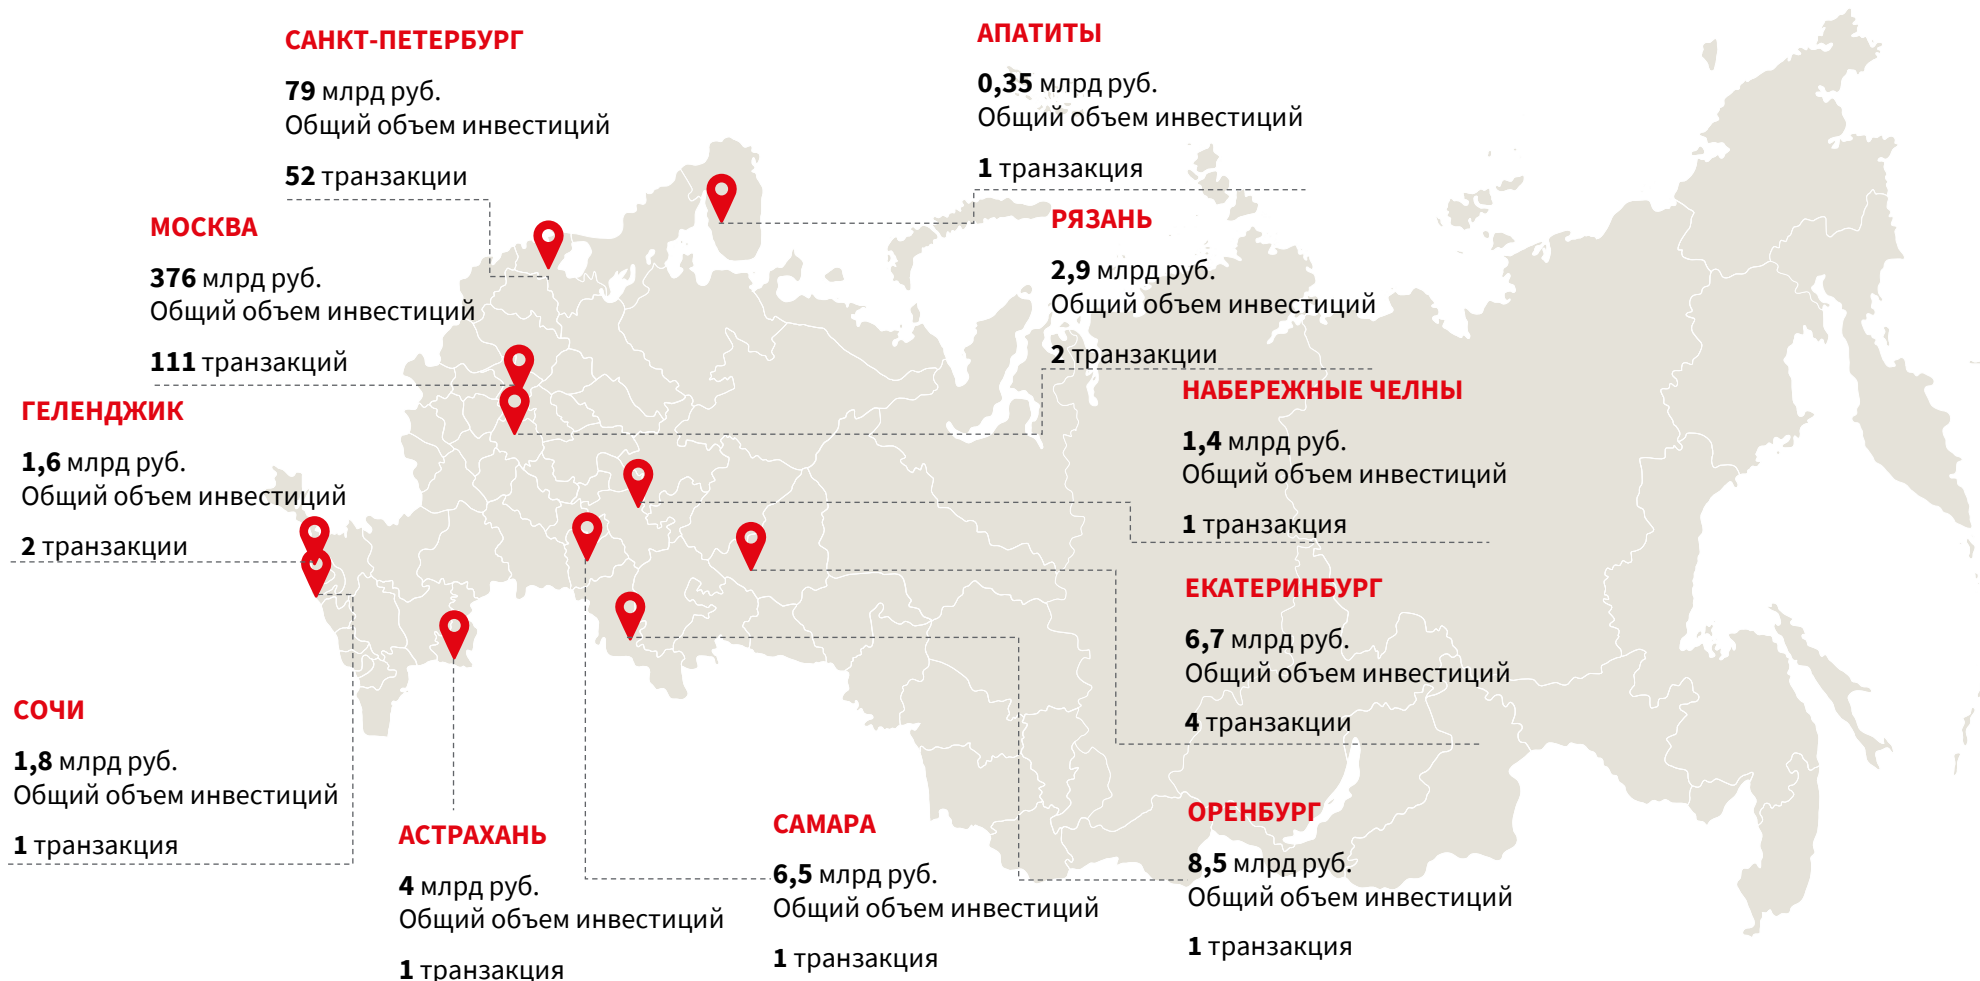 САНКТ-ПЕТЕРБУРГ
79 млрд руб.
Общий объем инвестиций
52 транзакции
АПАТИТЫ
0,35 млрд руб.
Общий объем инвестиций
1 транзакция
МОСКВА
376 млрд руб.
Общий объем инвестиций
111 транзакций
РЯЗАНЬ
2,9 млрд руб.
Общий объем инвестиций
2 транзакции
ГЕЛЕНДЖИК
1,6 млрд руб.
Общий объем инвестиций
2 транзакции
НАБЕРЕЖНЫЕ ЧЕЛНЫ
1,4 млрд руб.
Общий объем инвестиций
1 транзакция
ЕКАТЕРИНБУРГ
6,7 млрд руб.
Общий объем инвестиций
4 транзакции
СОЧИ
1,8 млрд руб.
Общий объем инвестиций
1 транзакция
АСТРАХАНЬ
4 млрд руб.
Общий объем инвестиций
1 транзакция
САМАРА
6,5 млрд руб.
Общий объем инвестиций
1 транзакция
ОРЕНБУРГ
8,5 млрд руб.
Общий объем инвестиций
1 транзакция